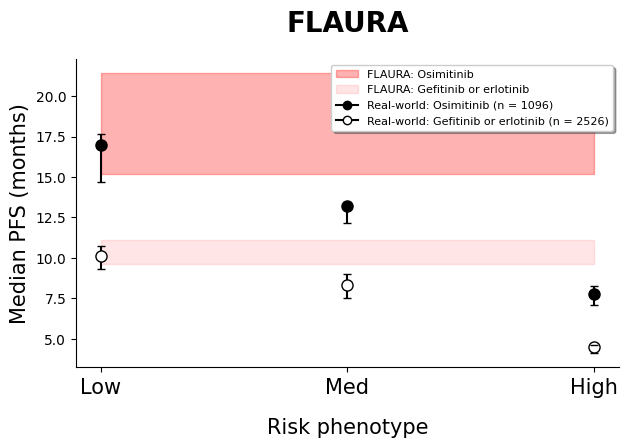 FLAURA
FLAURA: Osimitinib
FLAURA: Gefitinib or erlotinib
Real-world: Osimitinib (n = 1096)
Real-world: Gefitinib or erlotinib (n = 2526)
Median PFS (months)
20.0
17.5
15.0
12.5
10.0
7.5
5.0
Low Med High
Risk phenotype